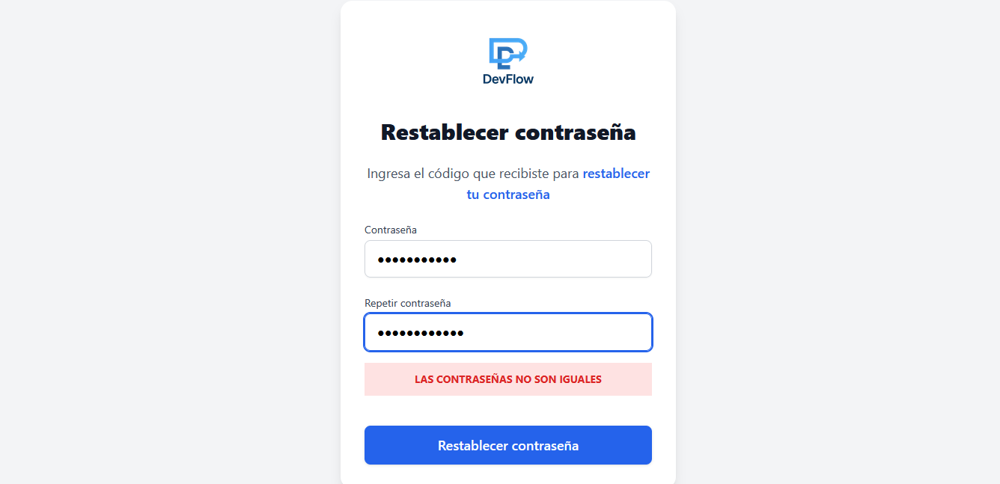 DevFlow
Restablecer contraseña
Ingresa el código que recibiste para restablecer
tu contraseña
Contraseña
•••••••••••
Repetir contraseña
••••••••••••
LAS CONTRASEÑAS NO SON IGUALES
Restablecer contraseña